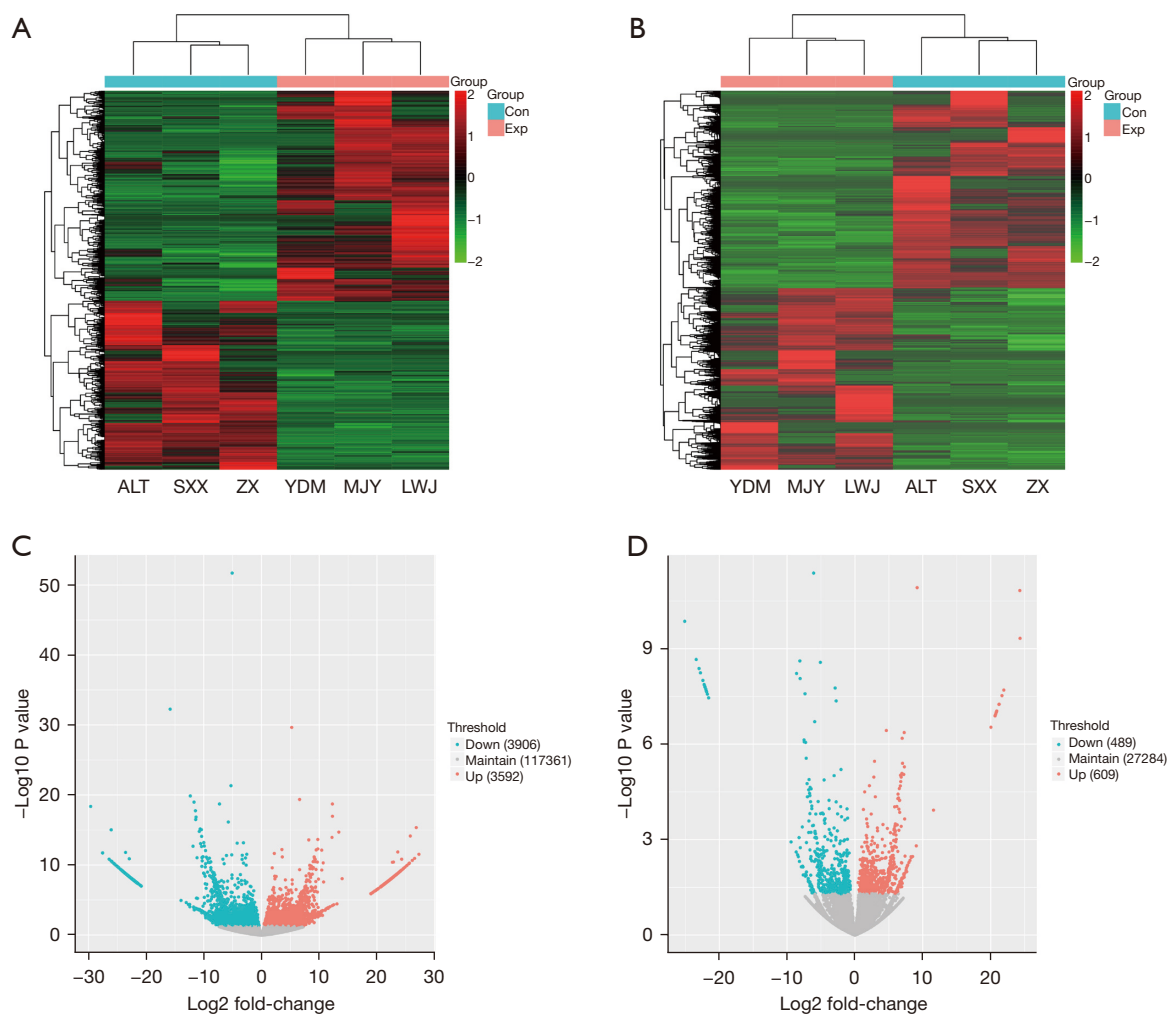 A
Group
2
1
0
−1
−2
Group
Con
Exp
ALT SXX ZX YDM MJY LWJ
B
Group
2
1
0
−1
−2
Group
Con
Exp
YDM MJY LWJ ALT SXX ZX
C
−Log10 P value
50
40
30
20
10
0
−30 −20 −10 0 10 20 30
Log2 fold-change
Threshold
Down (3906)
Maintain (117361)
Up (3592)
D
−Log10 P value
9
6
3
0
−20 −10 0 10 20
Log2 fold-change
Threshold
Down (489)
Maintain (27284)
Up (609)